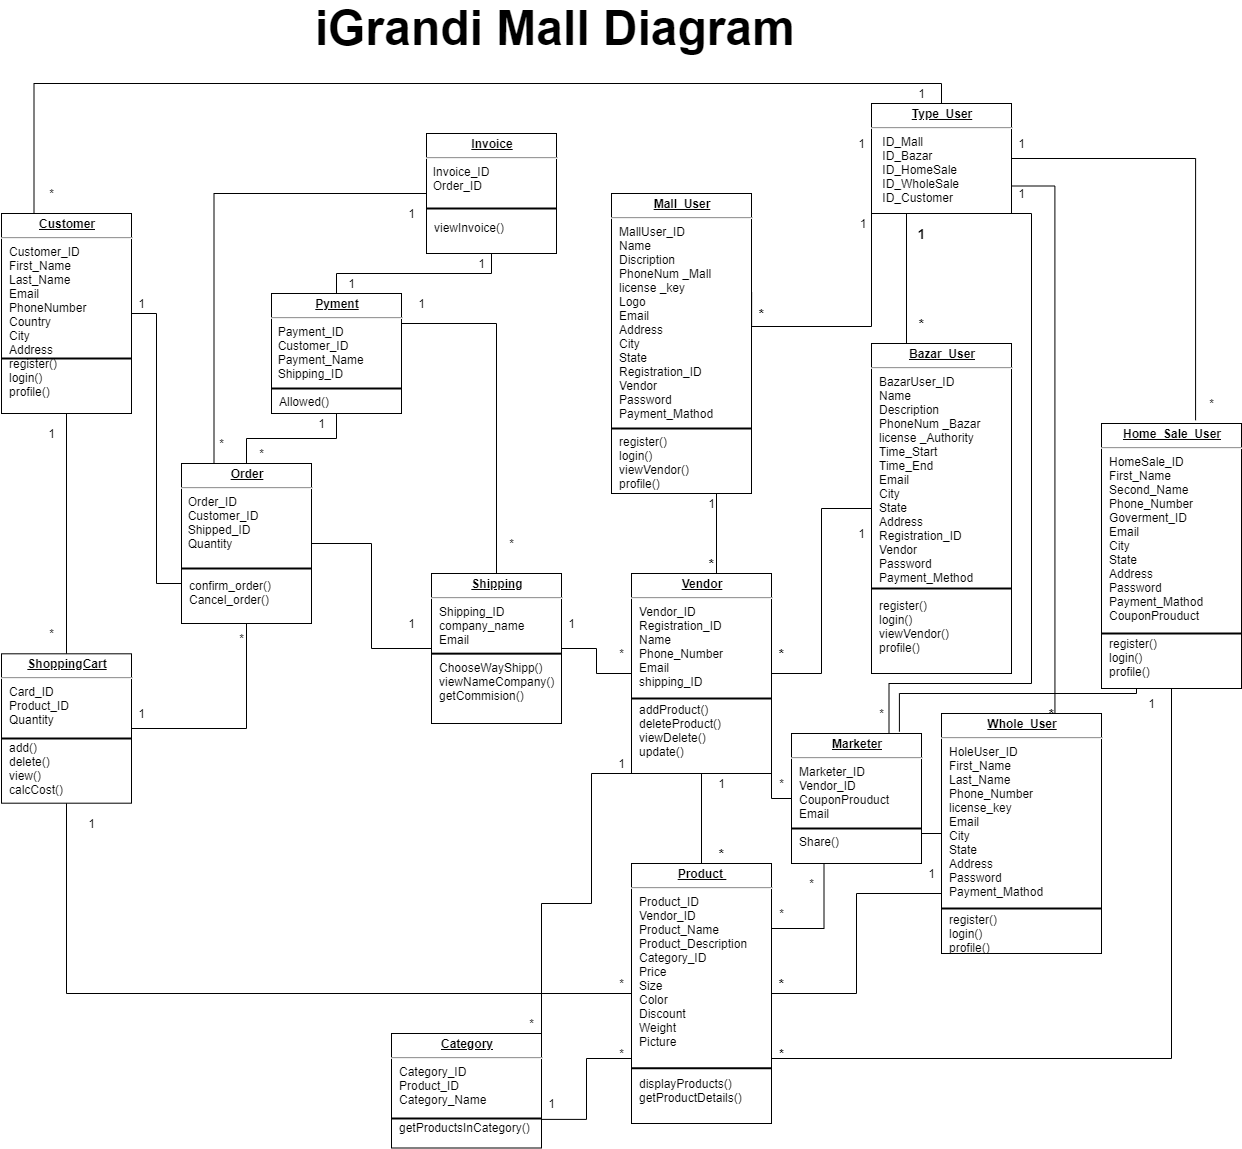 iGrandi Mall Diagram
1
*
Type_User
ID_Mall
ID_Bazar
ID_HomeSale
ID_WholeSale
ID_Customer
1
1
1
1
1
Invoice
Invoice_ID
Order_ID
viewInvoice()
1
1
Mall_User
MallUser_ID
Name
Discription
PhoneNum _Mall
license _key
Logo
Email
Address
City
State
Registration_ID
Vendor
Password
Payment_Mathod
register()
login()
viewVendor()
profile()
*
1
*
Customer
Customer_ID
First_Name
Last_Name
Email
PhoneNumber
Country
City
Address
register()
login()
profile()
1
1
Pyment
Payment_ID
Customer_ID
Payment_Name
Shipping_ID
Allowed()
1
1
1
*
*
*
Bazar_User
BazarUser_ID
Name
Description
PhoneNum _Bazar
license _Authority
Time_Start
Time_End
Email
City
State
Address
Registration_ID
Vendor
Password
Payment_Method
register()
login()
viewVendor()
profile()
1
*
Home_Sale_User
HomeSale_ID
First_Name
Second_Name
Phone_Number
Goverment_ID
Email
City
State
Address
Password
Payment_Mathod
CouponProuduct
register()
login()
profile()
1
Order
Order_ID
Customer_ID
Shipped_ID
Quantity
confirm_order()
Cancel_order()
*
*
Shipping
Shipping_ID
company_name
Email
ChooseWayShipp()
viewNameCompany()
getCommision()
1
1
*
Vendor
Vendor_ID
Registration_ID
Name
Phone_Number
Email
shipping_ID
addProduct()
deleteProduct()
viewDelete()
update()
*
*
1
1
*
ShoppingCart
Card_ID
Product_ID
Quantity
add()
delete()
view()
calcCost()
1
1
*
Marketer
Marketer_ID
Vendor_ID
CouponProuduct
Email
Share()
*
*
Whole_User
HoleUser_ID
First_Name
Last_Name
Phone_Number
license_key
Email
City
State
Address
Password
Payment_Mathod
register()
login()
profile()
1
*
Product
Product_ID
Vendor_ID
Product_Name
Product_Description
Category_ID
Price
Size
Color
Discount
Weight
Picture
displayProducts()
getProductDetails()
*
*
*
*
*
*
Category
Category_ID
Product_ID
Category_Name
getProductsInCategory()
1